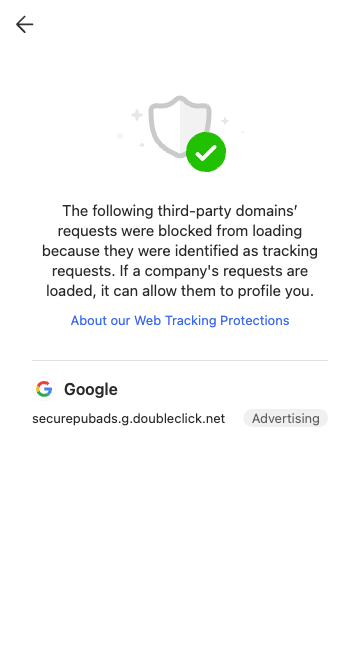 The following third-party domains’
requests were blocked from loading
because they were identified as tracking
requests. If a company's requests are
loaded, it can allow them to profile you.
About our Web Tracking Protections
Google
securepubads.g.doubleclick.net Advertising